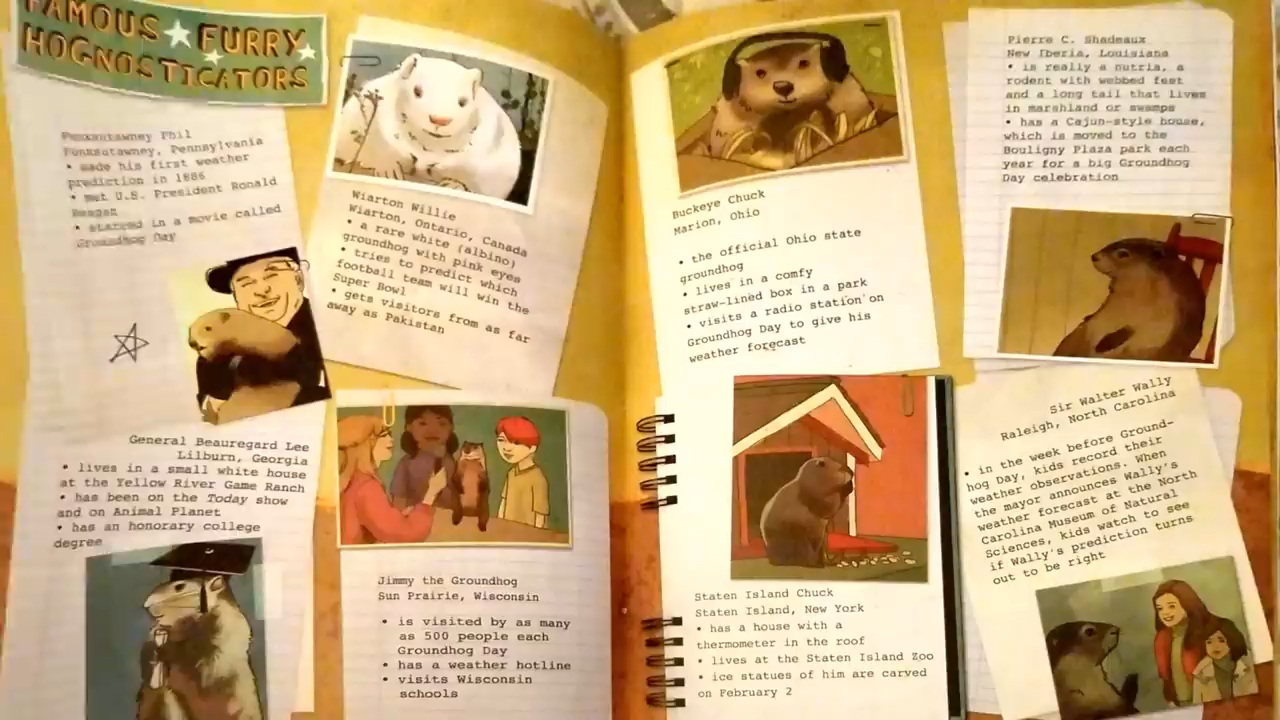 FAMOUS FURRY
HOGNOSTICATORS
Punxsutawney Phil
Punxsutawney, Pennsylvania
• made his first weather
prediction in 1886
• met U.S. President Ronald
Reagan
• starred in a movie called
Groundhog Day
Wiarton Willie
Wiarton, Ontario, Canada
• a rare white (albino)
groundhog with pink eyes
• tries to predict which
football team will win the
Super Bowl
• gets visitors from as far
away as Pakistan
General Beauregard Lee
Lilburn, Georgia
• lives in a small white house
at the Yellow River Game Ranch
• has been on the Today show
and on Animal Planet
• has an honorary college
degree
Jimmy the Groundhog
Sun Prairie, Wisconsin
• is visited by as many
as 500 people each
Groundhog Day
• has a weather hotline
• visits Wisconsin
schools
Buckeye Chuck
Marion, Ohio
• the official Ohio state
groundhog
• lives in a comfy
straw-lined box in a park
• visits a radio station on
Groundhog Day to give his
weather forecast
Pierre C. Shadeaux
New Iberia, Louisiana
• is really a nutria, a
rodent with webbed feet
and a long tail that lives
in marshland or swamps
• has a Cajun-style house,
which is moved to the
Bouligny Plaza park each
year for a big Groundhog
Day celebration
Staten Island Chuck
Staten Island, New York
• has a house with a
thermometer in the roof
• lives at the Staten Island Zoo
• ice statues of him are carved
on February 2
Sir Walter Wally
Raleigh, North Carolina
• in the week before Ground-
hog Day, kids record their
weather observations. When
the mayor announces Wally's
weather forecast at the North
Carolina Museum of Natural
Sciences, kids watch to see
if Wally's prediction turns
out to be right